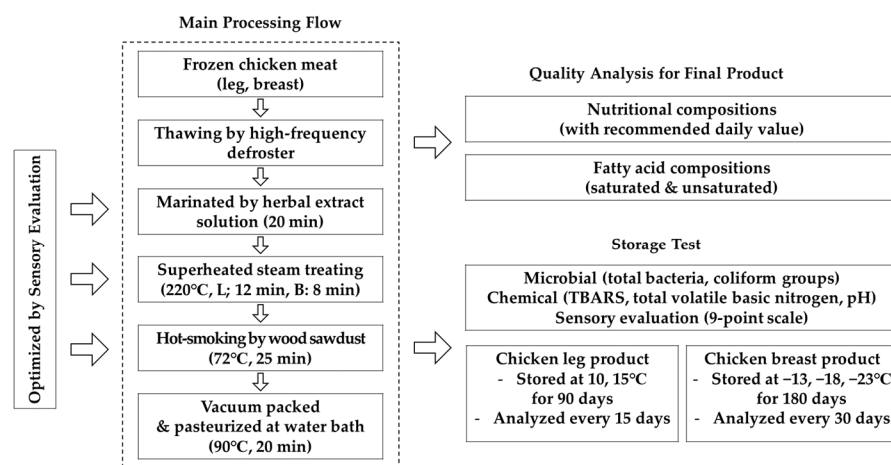 Main Processing Flow
Frozen chicken meat
(leg, breast)
Thawing by high-frequency
defroster
Marinated by herbal extract
solution (20 min)
Superheated steam treating
(220℃, L; 12 min, B: 8 min)
Hot-smoking by wood sawdust
(72℃, 25 min)
Vacuum packed
& pasteurized at water bath
(90℃, 20 min)
Optimized by Sensory Evaluation
Quality Analysis for Final Product
Nutritional compositions
(with recommended daily value)
Fatty acid compositions
(saturated & unsaturated)
Storage Test
Microbial (total bacteria, coliform groups)
Chemical (TBARS, total volatile basic nitrogen, pH)
Sensory evaluation (9-point scale)
Chicken leg product
- Stored at 10, 15℃
for 90 days
- Analyzed every 15 days
Chicken breast product
- Stored at −13, −18, −23℃
for 180 days
- Analyzed every 30 days